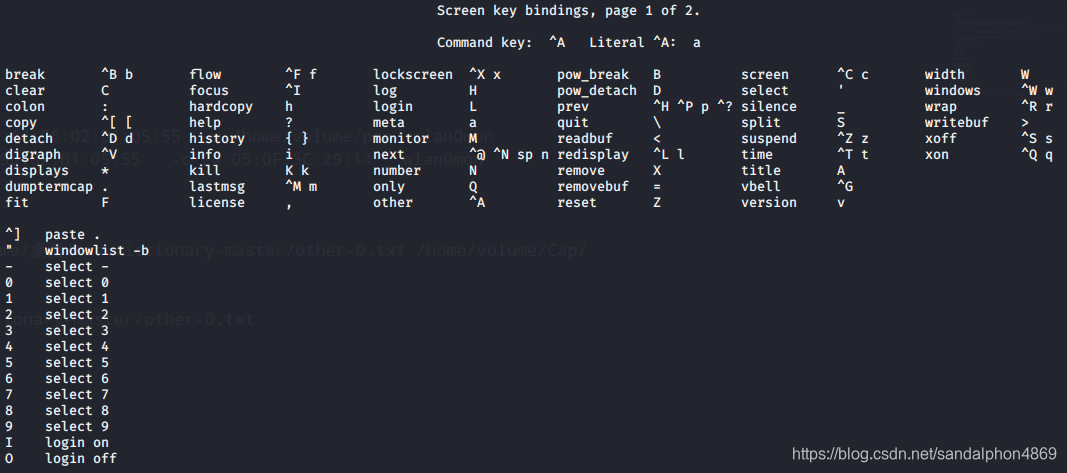 Screen key bindings, page 1 of 2.
Command key:  ^A   Literal ^A:  a
break       ^B b       flow        ^F f       lockscreen  ^X x       pow_break   B          screen      ^C c       width       W
clear       C          focus       ^I         log         H          pow_detach  D          select      '          windows     ^W w
colon       :          hardcopy    h          login       L          prev        ^H ^P p ^? silence     _          wrap        ^R r
copy        ^[ [       help        ?          meta        a          quit        \          split       S          writebuf    >
detach      ^D d       history     { }        monitor     M          readbuf     <          suspend     ^Z z       xoff        ^S s
digraph     ^V         info        i          next        ^@ ^N sp n redisplay   ^L l       time        ^T t       xon         ^Q q
displays    *          kill        K k        number      N          remove      X          title       A
dumptermcap .          lastmsg     ^M m       only        Q          removebuf   =          vbell       ^G
fit         F          license     ,          other       ^A         reset       Z          version     v
^]   paste .
"    windowlist -b
-    select -
0    select 0
1    select 1
2    select 2
3    select 3
4    select 4
5    select 5
6    select 6
7    select 7
8    select 8
9    select 9
I    login on
O    login off
https://blog.csdn.net/sandalphon4869